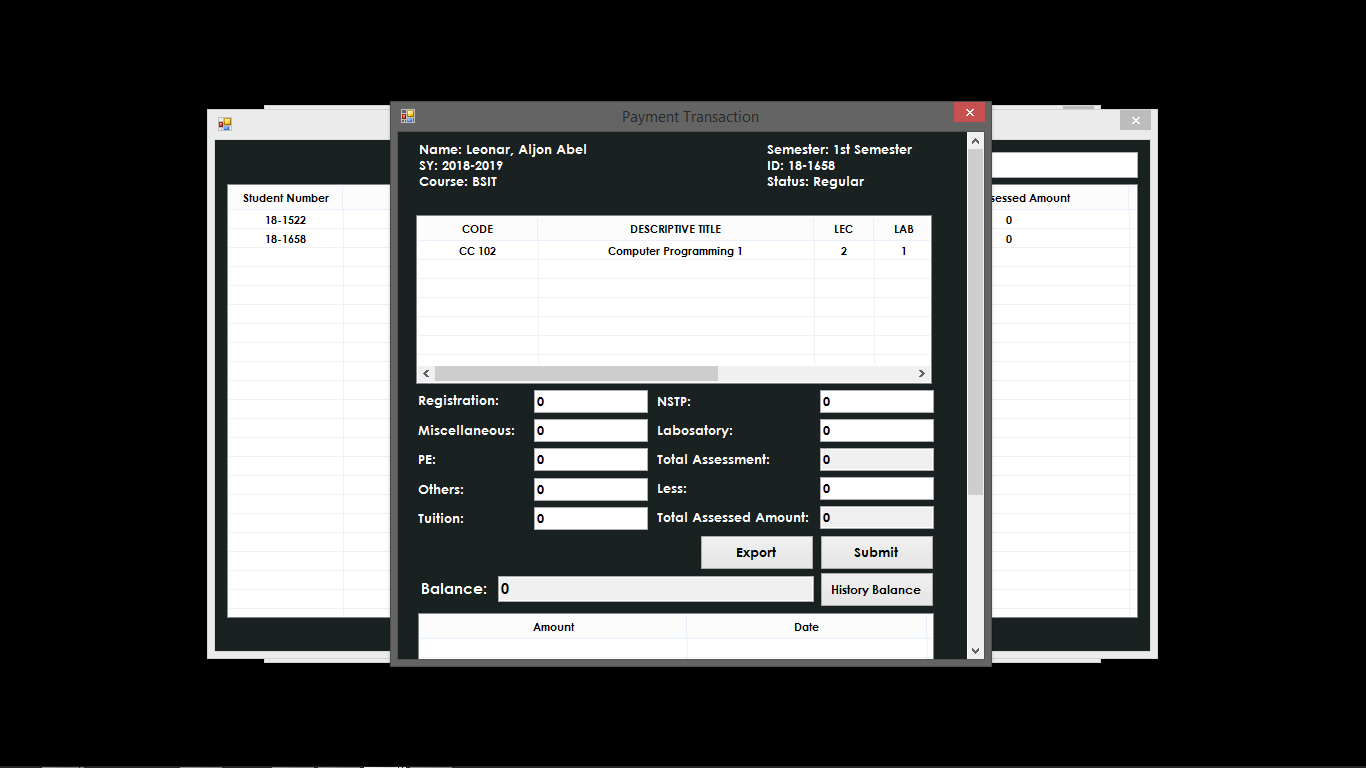 Payment Transaction
Name: Leonar, Aljon Abel
SY: 2018-2019
Course: BSIT
Semester: 1st Semester
ID: 18-1658
Status: Regular
Student Number
18-1522
18-1658
sessed Amount
0
0
CODE DESCRIPTIVE TITLE LEC LAB
CC 102 Computer Programming 1 2 1
Registration: 0 NSTP: 0
Miscellaneous: 0 Labosatory: 0
PE: 0 Total Assessment: 0
Others: 0 Less: 0
Tuition: 0 Total Assessed Amount: 0
Export Submit
Balance: 0 History Balance
Amount Date